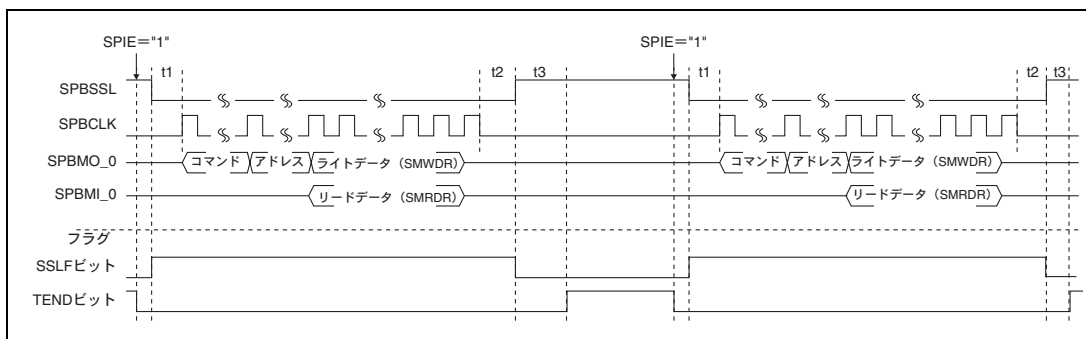 SPIE＝"1" SPIE＝"1"
t1 t2 t3 t1 t2 t3
SPBSSL
SPBCLK
SPBMO_0 コマンド アドレス ライトデータ（SMWDR） コマンド アドレス ライトデータ（SMWDR）
SPBMI_0 リードデータ（SMRDR） リードデータ（SMRDR）
フラグ
SSLFビット
TENDビット